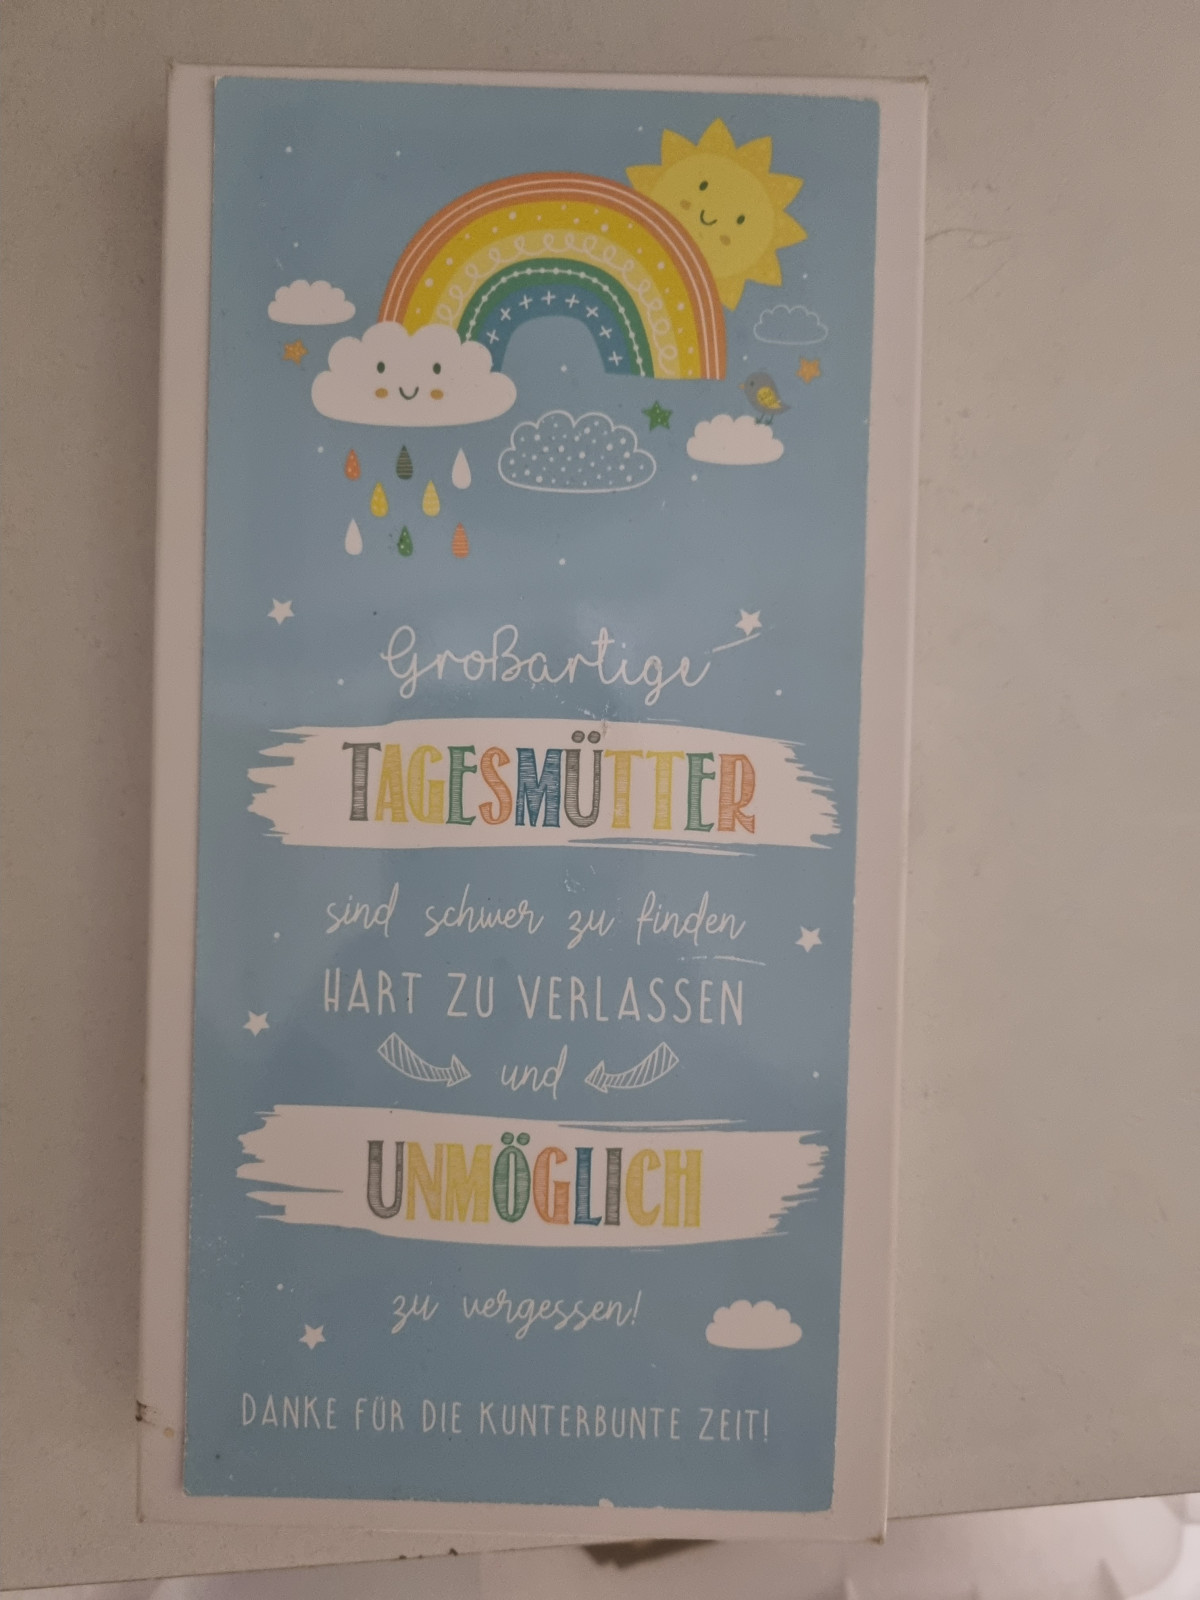 Großartige
TAGESMÜTTER
sind schwer zu finden
HART ZU VERLASSEN
und
UNMÖGLICH
zu vergessen!
DANKE FÜR DIE KUNTERBUNTE ZEIT!